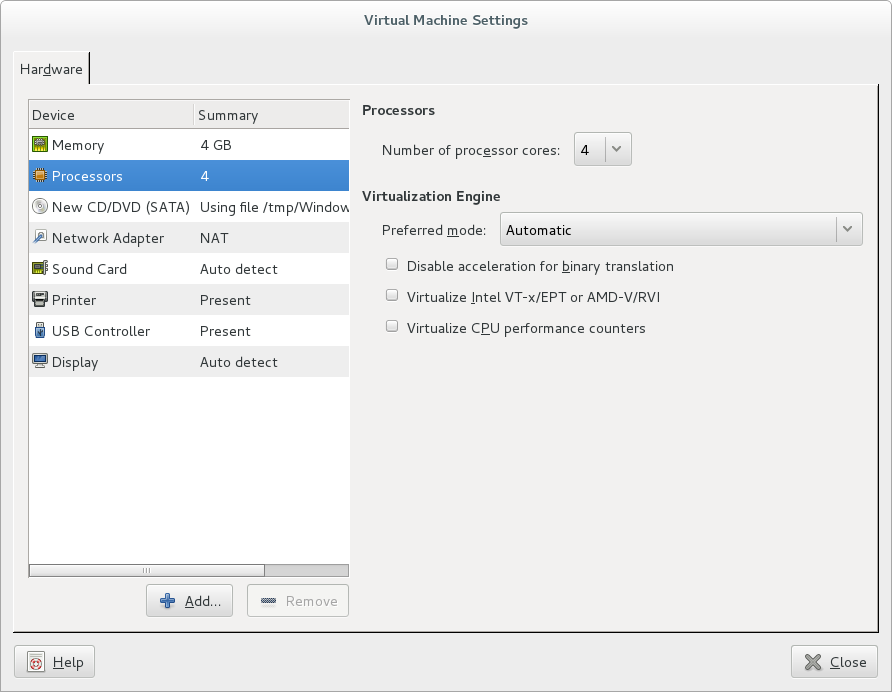 Virtual Machine Settings
Hardware
Device Summary
Memory 4 GB
Processors 4
New CD/DVD (SATA) Using file /tmp/Window
Network Adapter NAT
Sound Card Auto detect
Printer Present
USB Controller Present
Display Auto detect
Add... Remove
Processors
Number of processor cores: 4
Virtualization Engine
Preferred mode: Automatic
Disable acceleration for binary translation
Virtualize Intel VT-x/EPT or AMD-V/RVI
Virtualize CPU performance counters
Help Close